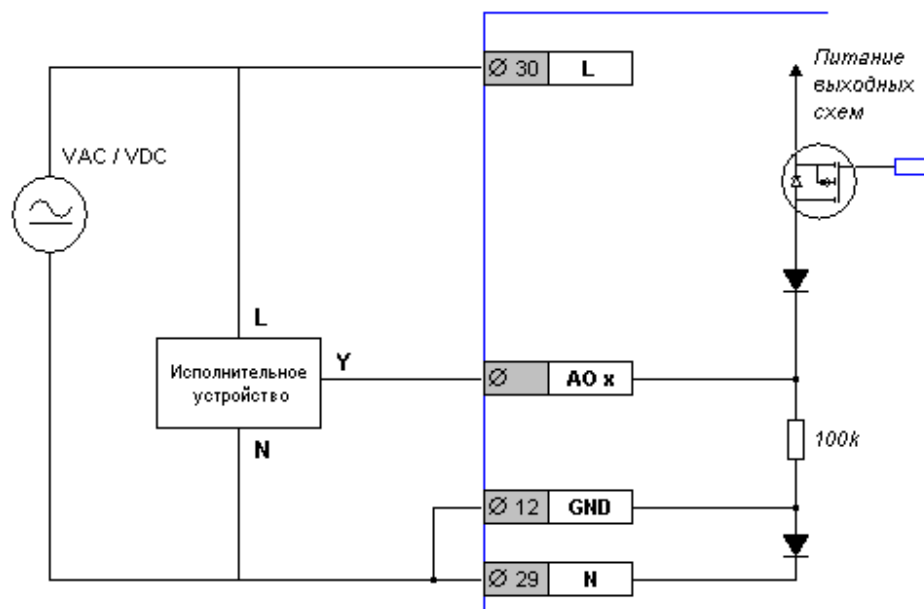 Ø 30 L
Питание
выходных
схем
VAC / VDC
L
Исполнительное
устройство
Y
Ø AO x
100k
N
Ø 12 GND
Ø 29 N